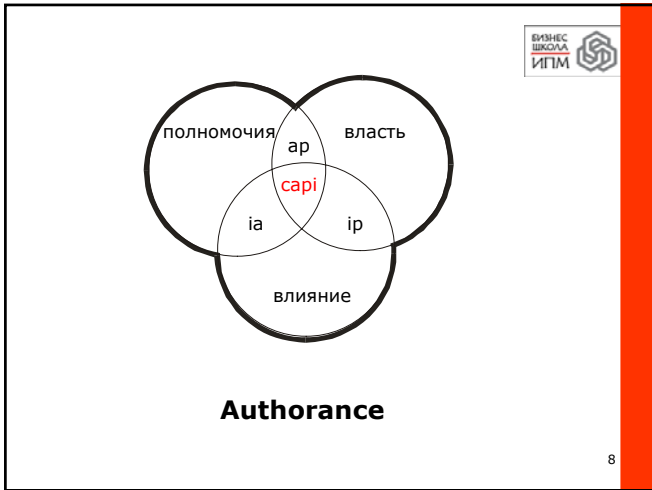 БИЗНЕС
ШКОЛА
ИПМ
полномочия
власть
ap
capi
ia
ip
влияние
Authorance
8